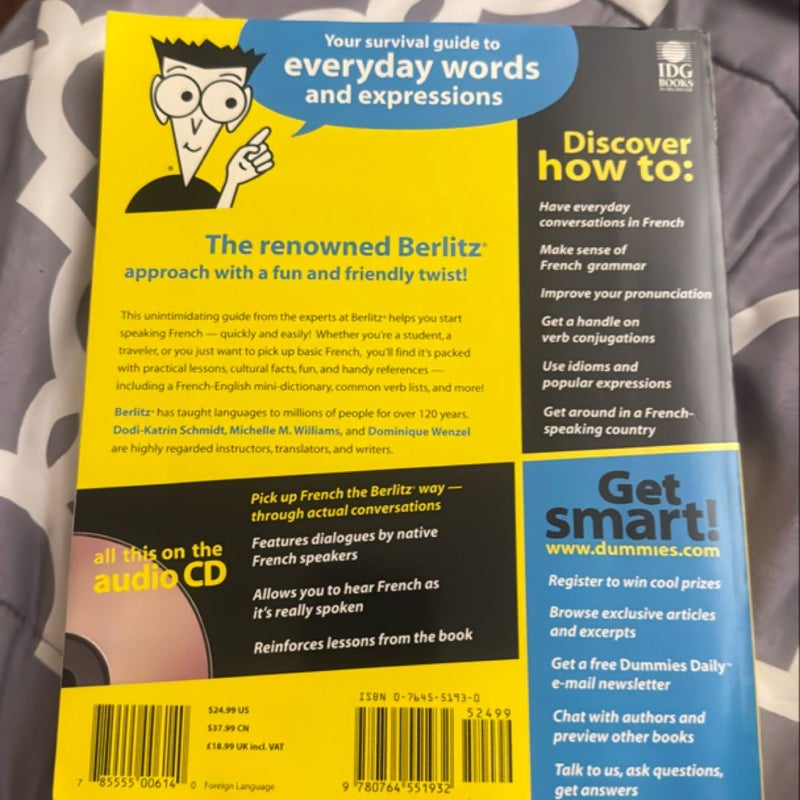 Your survival guide to
everyday words
and expressions
IDG
BOOKS
The renowned Berlitz®
approach with a fun and friendly twist!
This unintimidating guide from the experts at Berlitz® helps you start
speaking French — quickly and easily! Whether you're a student, a
traveler, or you just want to pick up basic French, you'll find it's packed
with practical lessons, cultural facts, fun, and handy references —
including a French-English mini-dictionary, common verb lists, and more!
Berlitz® has taught languages to millions of people for over 120 years.
Dodi-Katrin Schmidt, Michelle M. Williams, and Dominique Wenzel
are highly regarded instructors, translators, and writers.
Discover
how to:
Have everyday
conversations in French
Make sense of
French grammar
Improve your pronunciation
Get a handle on
verb conjugations
Use idioms and
popular expressions
Get around in a French-
speaking country
all this on the
audio CD
Pick up French the Berlitz® way —
through actual conversations
Features dialogues by native
French speakers
Allows you to hear French as
it's really spoken
Reinforces lessons from the book
Get
smart!
www.dummies.com
Register to win cool prizes
Browse exclusive articles
and excerpts
Get a free Dummies Daily™
e-mail newsletter
Chat with authors and
preview other books
Talk to us, ask questions,
get answers
$24.99 US
$37.99 CN
£18.99 UK incl. VAT
7 85555 00614 0
Foreign Language
ISBN 0-7645-5193-0
52499
9 780764 551932